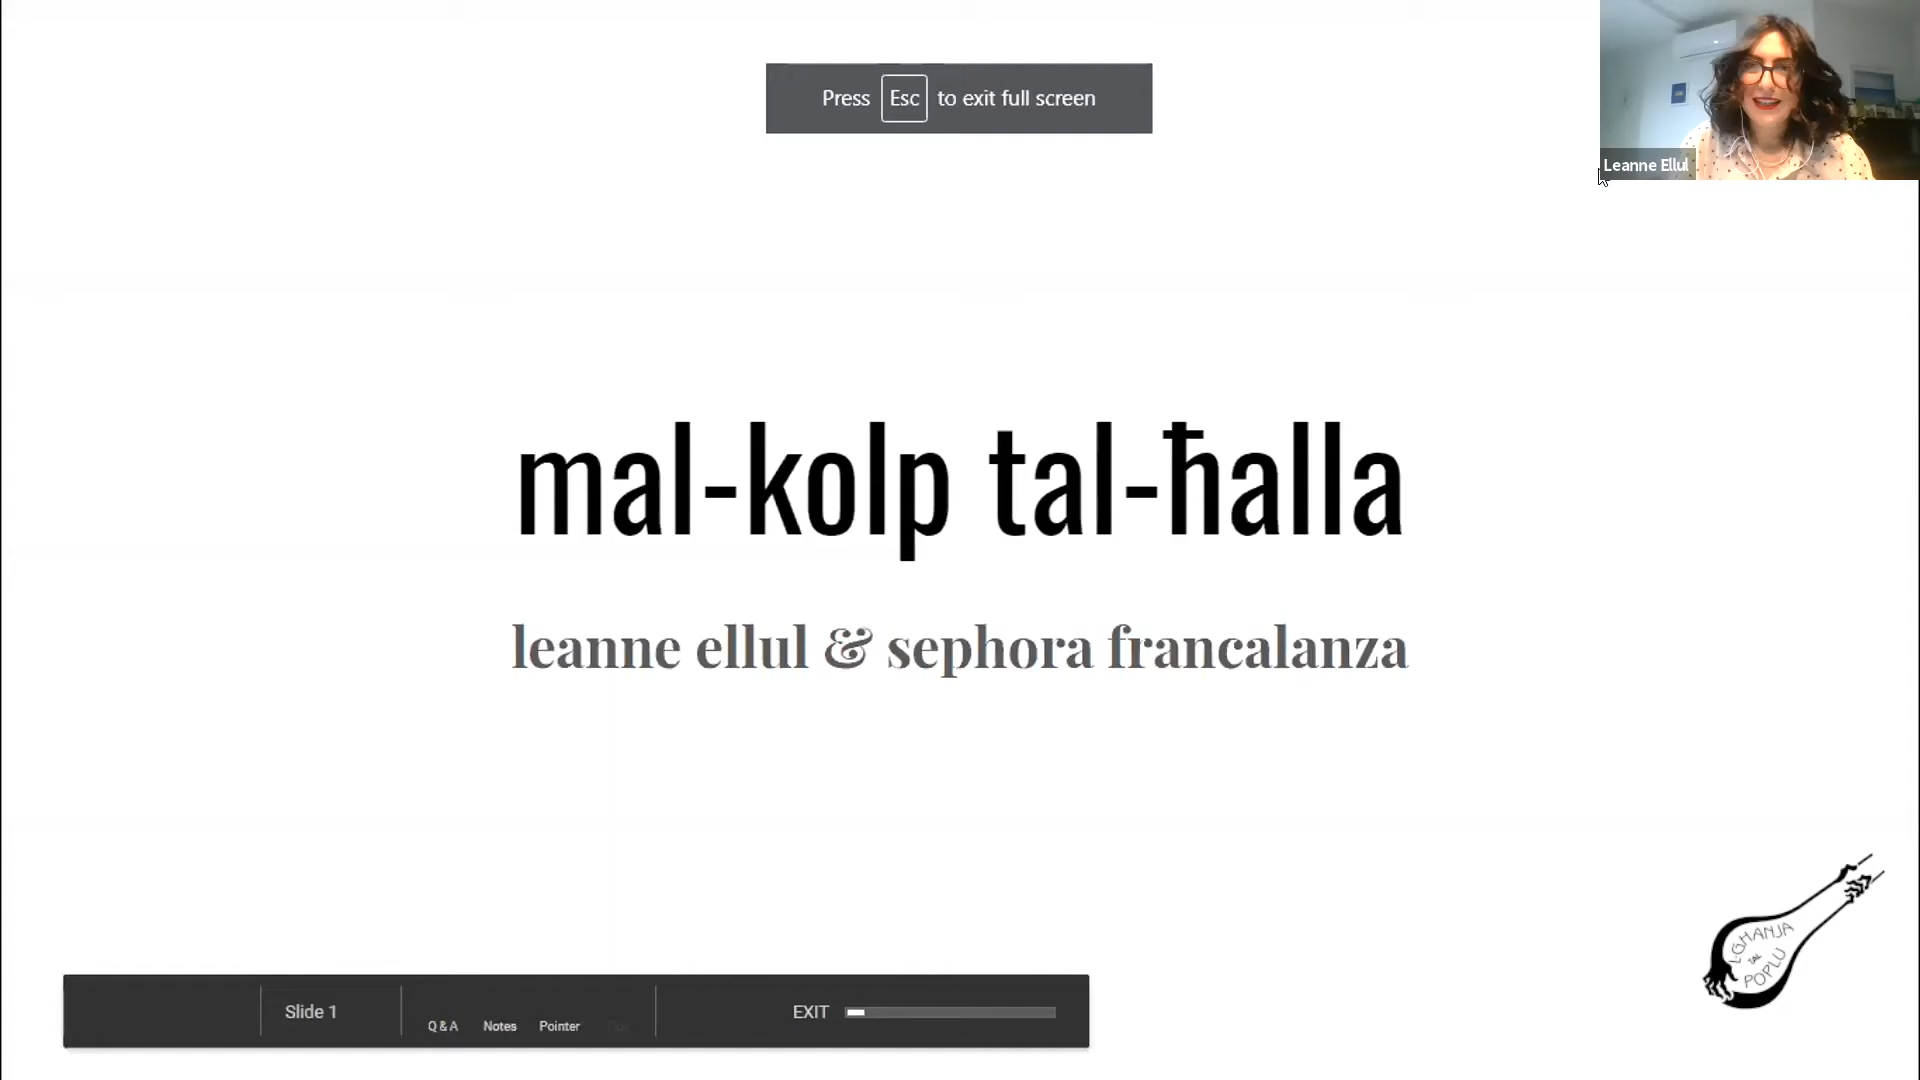 Press Esc to exit full screen
Leanne Ellul
mal-kolp tal-ħalla
leanne ellul & sephora francalanza
L-GĦANJA
TAL
POPLU
Slide 1
Q & A
Notes
Pointer
EXIT